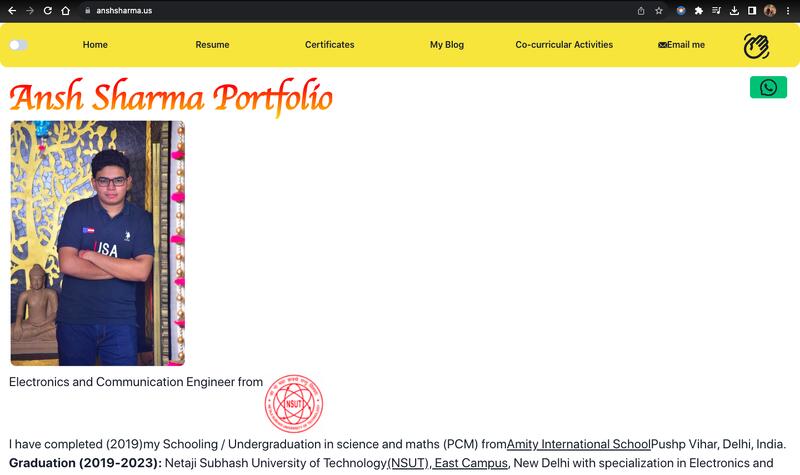 anshsharma.us
Home Resume Certificates My Blog Co-curricular Activities Email me
Ansh Sharma Portfolio
USA
Electronics and Communication Engineer from
NSUT
I have completed (2019)my Schooling / Undergraduation in science and maths (PCM) fromAmity International SchoolPushp Vihar, Delhi, India.
Graduation (2019-2023): Netaji Subhash University of Technology(NSUT), East Campus, New Delhi with specialization in Electronics and